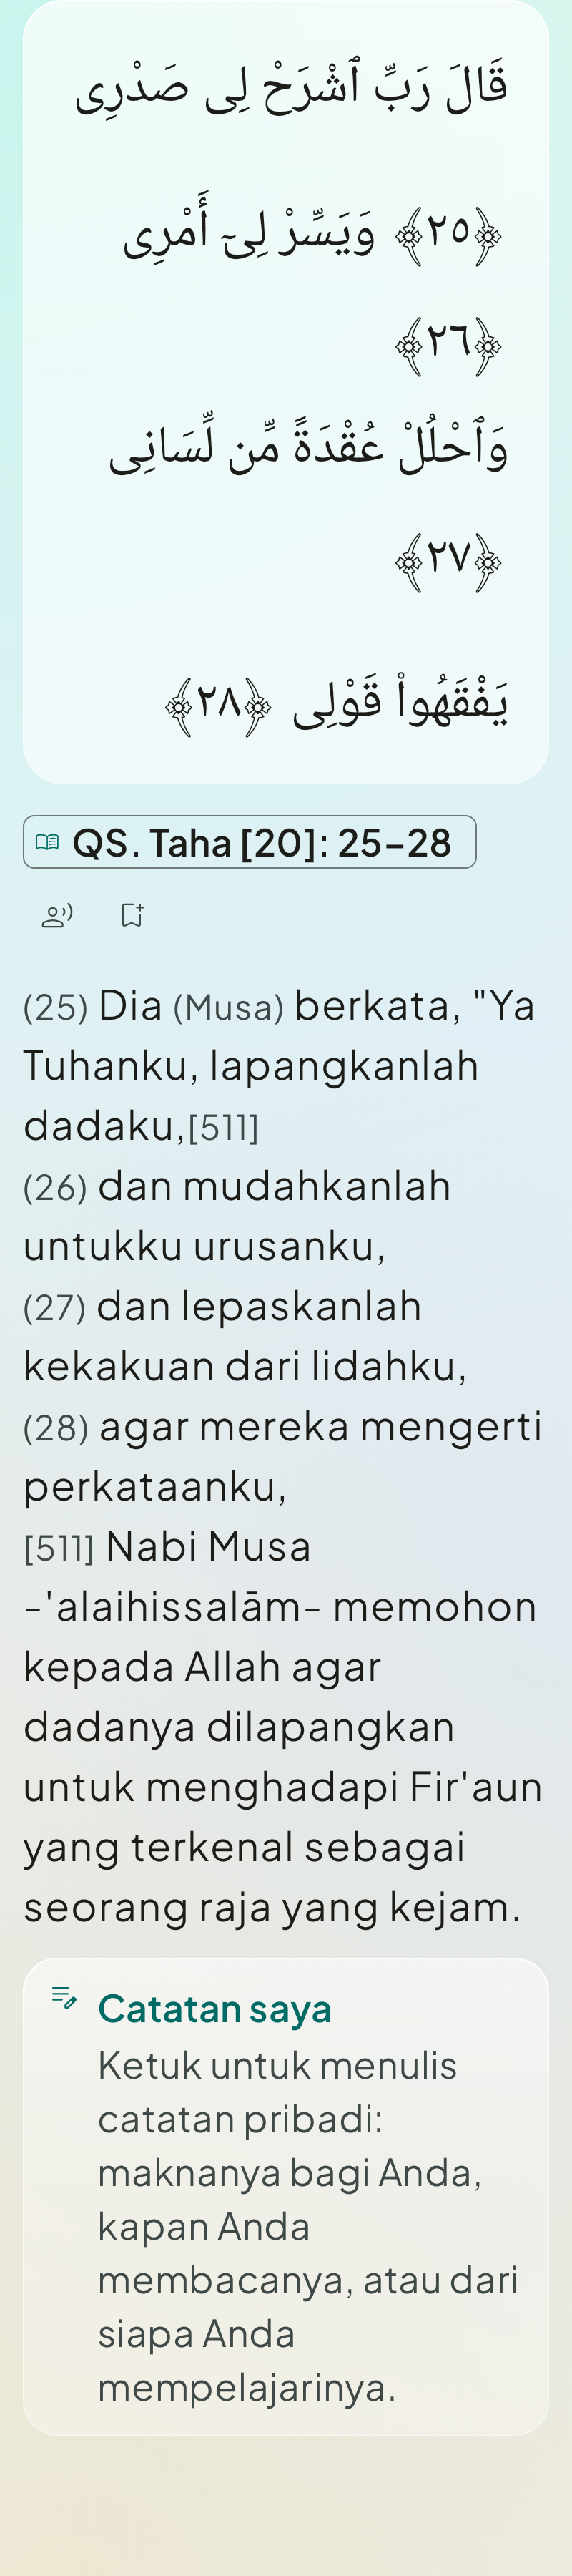 قَالَ رَبِّ ٱشْرَحْ لِى صَدْرِى
﴿٢٥﴾ وَيَسِّرْ لِىٓ أَمْرِى
﴿٢٦﴾
وَٱحْلُلْ عُقْدَةً مِّن لِّسَانِى
﴿٢٧﴾
يَفْقَهُوا۟ قَوْلِى ﴿٢٨﴾
QS. Taha [20]: 25–28
(25) Dia (Musa) berkata, "Ya
Tuhanku, lapangkanlah
dadaku,[511]
(26) dan mudahkanlah
untukku urusanku,
(27) dan lepaskanlah
kekakuan dari lidahku,
(28) agar mereka mengerti
perkataanku,
[511] Nabi Musa
-'alaihissalām- memohon
kepada Allah agar
dadanya dilapangkan
untuk menghadapi Fir'aun
yang terkenal sebagai
seorang raja yang kejam.
Catatan saya
Ketuk untuk menulis
catatan pribadi:
maknanya bagi Anda,
kapan Anda
membacanya, atau dari
siapa Anda
mempelajarinya.